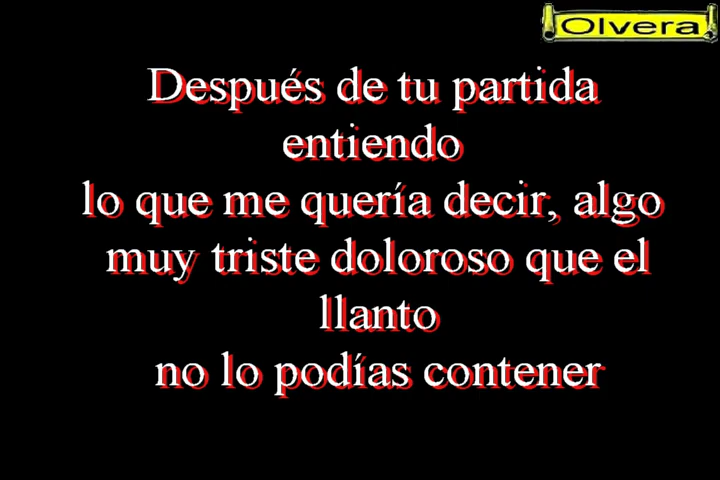 Olvera
Después de tu partida
entiendo
lo que me quería decir, algo
muy triste doloroso que el
llanto
no lo podías contener